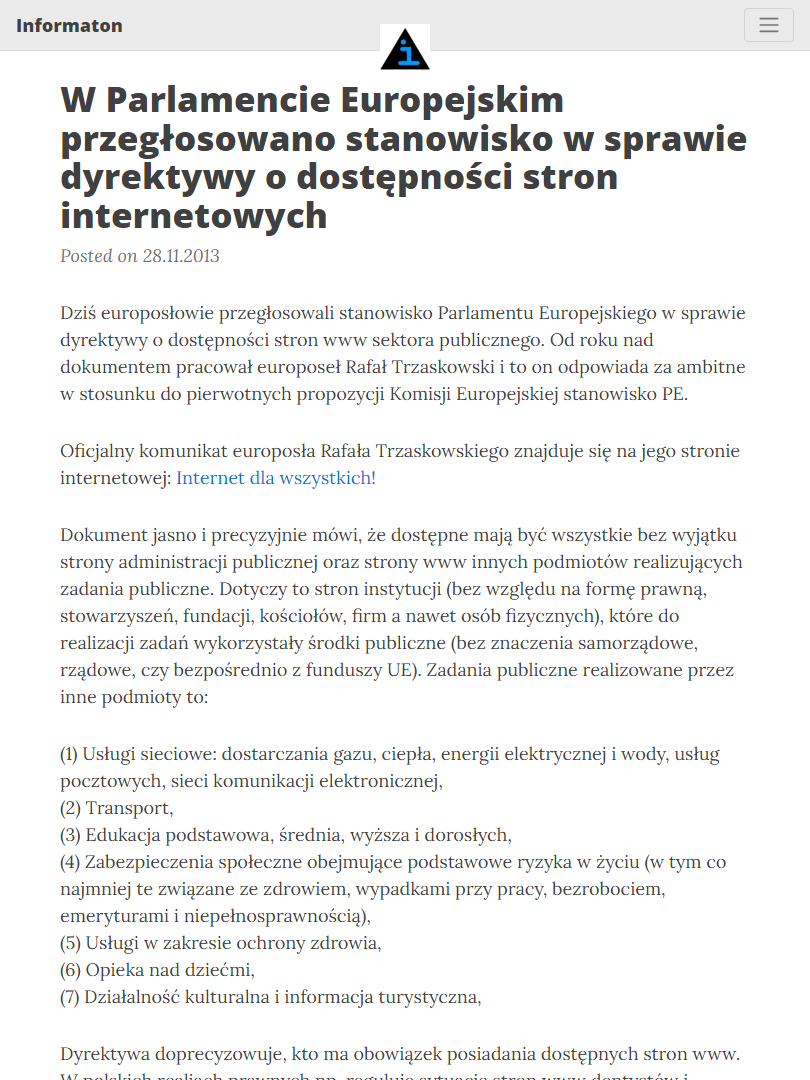 Informaton
i
W Parlamencie Europejskim
przegłosowano stanowisko w sprawie
dyrektywy o dostępności stron
internetowych
Posted on 28.11.2013
Dziś europosłowie przegłosowali stanowisko Parlamentu Europejskiego w sprawie
dyrektywy o dostępności stron www sektora publicznego. Od roku nad
dokumentem pracował europoseł Rafał Trzaskowski i to on odpowiada za ambitne
w stosunku do pierwotnych propozycji Komisji Europejskiej stanowisko PE.
Oficjalny komunikat europosła Rafała Trzaskowskiego znajduje się na jego stronie
internetowej: Internet dla wszystkich!
Dokument jasno i precyzyjnie mówi, że dostępne mają być wszystkie bez wyjątku
strony administracji publicznej oraz strony www innych podmiotów realizujących
zadania publiczne. Dotyczy to stron instytucji (bez względu na formę prawną,
stowarzyszeń, fundacji, kościołów, firm a nawet osób fizycznych), które do
realizacji zadań wykorzystały środki publiczne (bez znaczenia samorządowe,
rządowe, czy bezpośrednio z funduszy UE). Zadania publiczne realizowane przez
inne podmioty to:
(1) Usługi sieciowe: dostarczania gazu, ciepła, energii elektrycznej i wody, usług
pocztowych, sieci komunikacji elektronicznej,
(2) Transport,
(3) Edukacja podstawowa, średnia, wyższa i dorosłych,
(4) Zabezpieczenia społeczne obejmujące podstawowe ryzyka w życiu (w tym co
najmniej te związane ze zdrowiem, wypadkami przy pracy, bezrobociem,
emeryturami i niepełnosprawnością),
(5) Usługi w zakresie ochrony zdrowia,
(6) Opieka nad dziećmi,
(7) Działalność kulturalna i informacja turystyczna,
Dyrektywa doprecyzowuje, kto ma obowiązek posiadania dostępnych stron www.
W polskich realiach prawnych np. reguluje sytuację stron www dentystów i